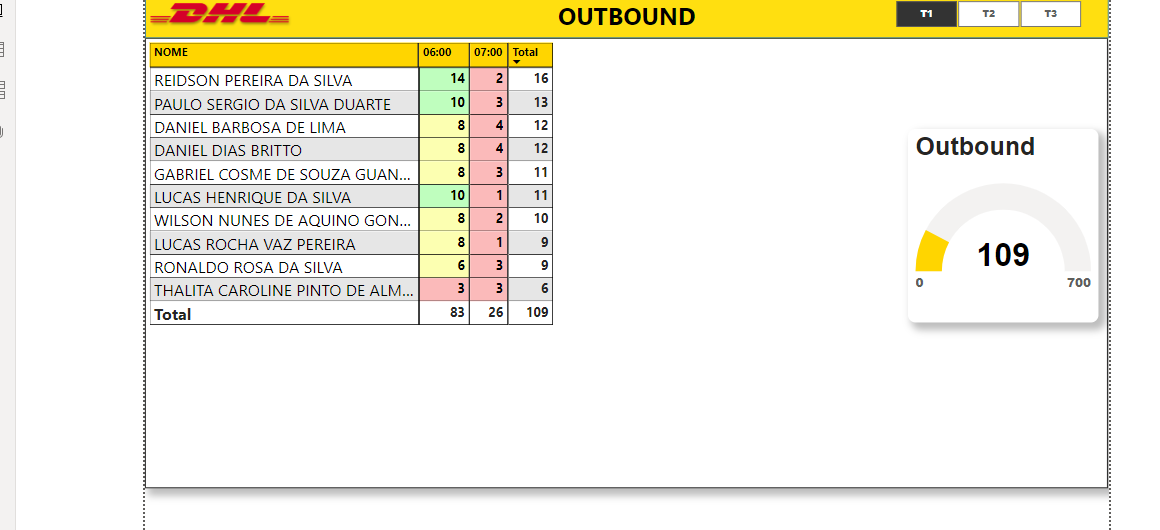 DHL OUTBOUND T1 T2 T3
NOME 06:00 07:00 Total
REIDSON PEREIRA DA SILVA 14 2 16
PAULO SERGIO DA SILVA DUARTE 10 3 13
DANIEL BARBOSA DE LIMA 8 4 12
DANIEL DIAS BRITTO 8 4 12
GABRIEL COSME DE SOUZA GUAN... 8 3 11
LUCAS HENRIQUE DA SILVA 10 1 11
WILSON NUNES DE AQUINO GON... 8 2 10
LUCAS ROCHA VAZ PEREIRA 8 1 9
RONALDO ROSA DA SILVA 6 3 9
THALITA CAROLINE PINTO DE ALM... 3 3 6
Total 83 26 109
Outbound
109
0 700